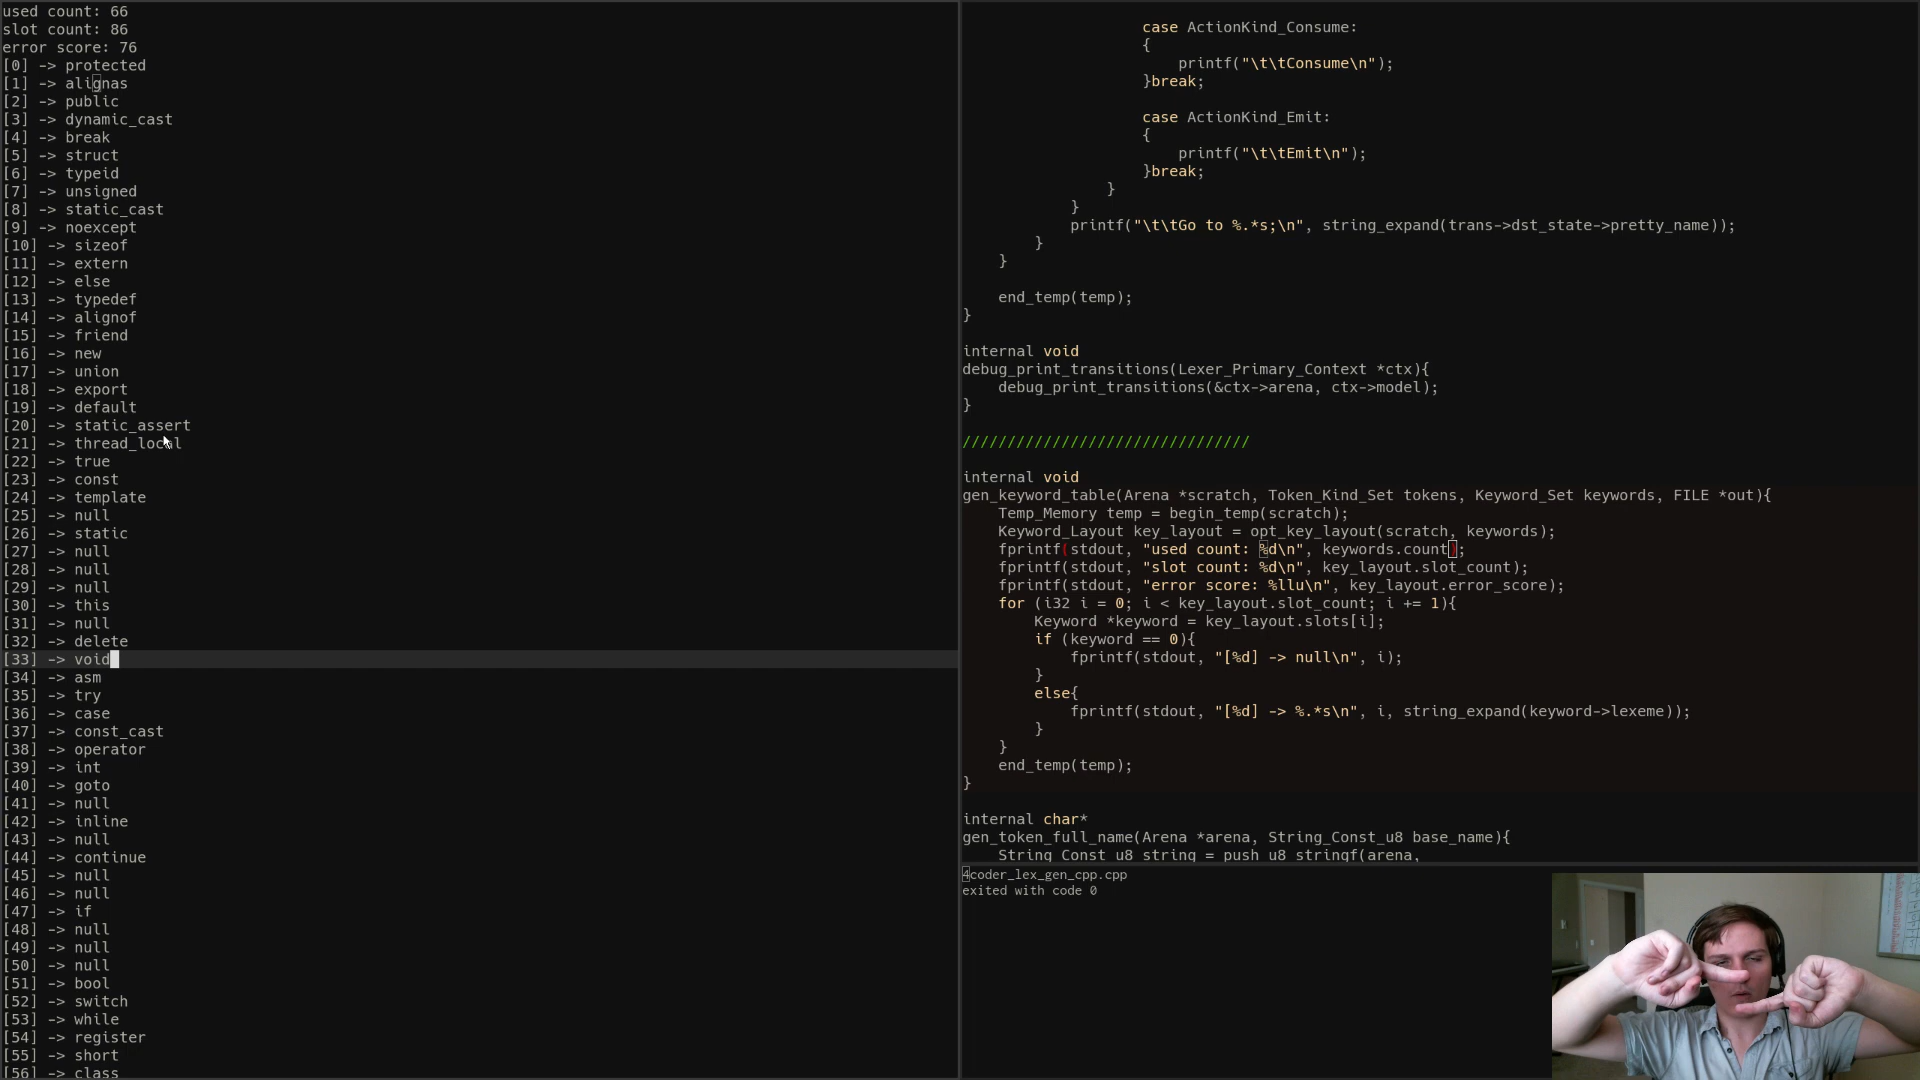 used count: 66
slot count: 86
error score: 76
[0] -> protected
[1] -> alignas
[2] -> public
[3] -> dynamic_cast
[4] -> break
[5] -> struct
[6] -> typeid
[7] -> unsigned
[8] -> static_cast
[9] -> noexcept
[10] -> sizeof
[11] -> extern
[12] -> else
[13] -> typedef
[14] -> alignof
[15] -> friend
[16] -> new
[17] -> union
[18] -> export
[19] -> default
[20] -> static_assert
[21] -> thread_local
[22] -> true
[23] -> const
[24] -> template
[25] -> null
[26] -> static
[27] -> null
[28] -> null
[29] -> null
[30] -> this
[31] -> null
[32] -> delete
[33] -> void
[34] -> asm
[35] -> try
[36] -> case
[37] -> const_cast
[38] -> operator
[39] -> int
[40] -> goto
[41] -> null
[42] -> inline
[43] -> null
[44] -> continue
[45] -> null
[46] -> null
[47] -> if
[48] -> null
[49] -> null
[50] -> null
[51] -> bool
[52] -> switch
[53] -> while
[54] -> register
[55] -> short
[56] -> class
case ActionKind_Consume:
{
printf("\t\tConsume\n");
}break;
case ActionKind_Emit:
{
printf("\t\tEmit\n");
}break;
}
}
printf("\t\tGo to %.*s;\n", string_expand(trans->dst_state->pretty_name));
}
}
end_temp(temp);
}
internal void
debug_print_transitions(Lexer_Primary_Context *ctx){
debug_print_transitions(&ctx->arena, ctx->model);
}
////////////////////////////////
internal void
gen_keyword_table(Arena *scratch, Token_Kind_Set tokens, Keyword_Set keywords, FILE *out){
Temp_Memory temp = begin_temp(scratch);
Keyword_Layout key_layout = opt_key_layout(scratch, keywords);
fprintf(stdout, "used count: %d\n", keywords.count);
fprintf(stdout, "slot count: %d\n", key_layout.slot_count);
fprintf(stdout, "error score: %llu\n", key_layout.error_score);
for (i32 i = 0; i < key_layout.slot_count; i += 1){
Keyword *keyword = key_layout.slots[i];
if (keyword == 0){
fprintf(stdout, "[%d] -> null\n", i);
}
else{
fprintf(stdout, "[%d] -> %.*s\n", i, string_expand(keyword->lexeme));
}
}
end_temp(temp);
}
internal char*
gen_token_full_name(Arena *arena, String_Const_u8 base_name){
String_Const_u8 string = push_u8_stringf(arena,
4coder_lex_gen_cpp.cpp
exited with code 0